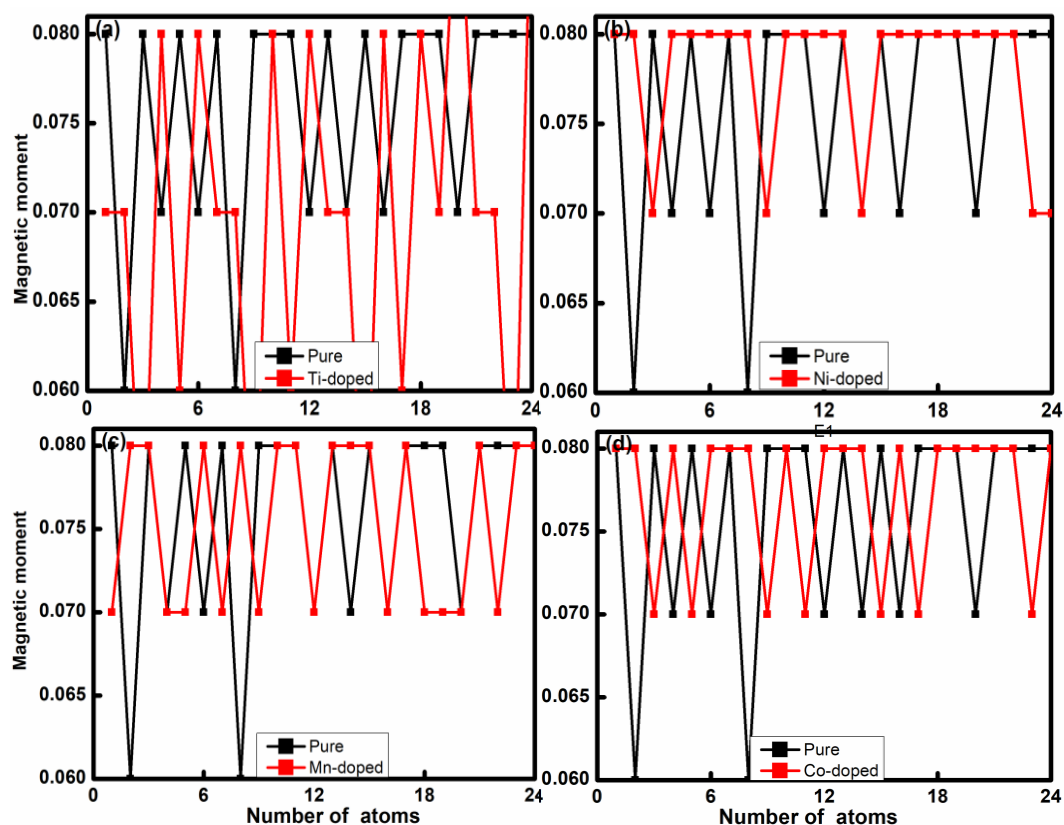 (a)
0.080
0.075
0.070
0.065
0.060
Magnetic moment
Pure
Ti-doped
0 6 12 18 24
(b)
0.080
0.075
0.070
0.065
0.060
Pure
Ni-doped
0 6 12 18 24
E1
(c)
0.080
0.075
0.070
0.065
0.060
Magnetic moment
Pure
Mn-doped
0 6 12 18 24
Number of atoms
(d)
0.080
0.075
0.070
0.065
0.060
Pure
Co-doped
0 6 12 18 24
Number of atoms